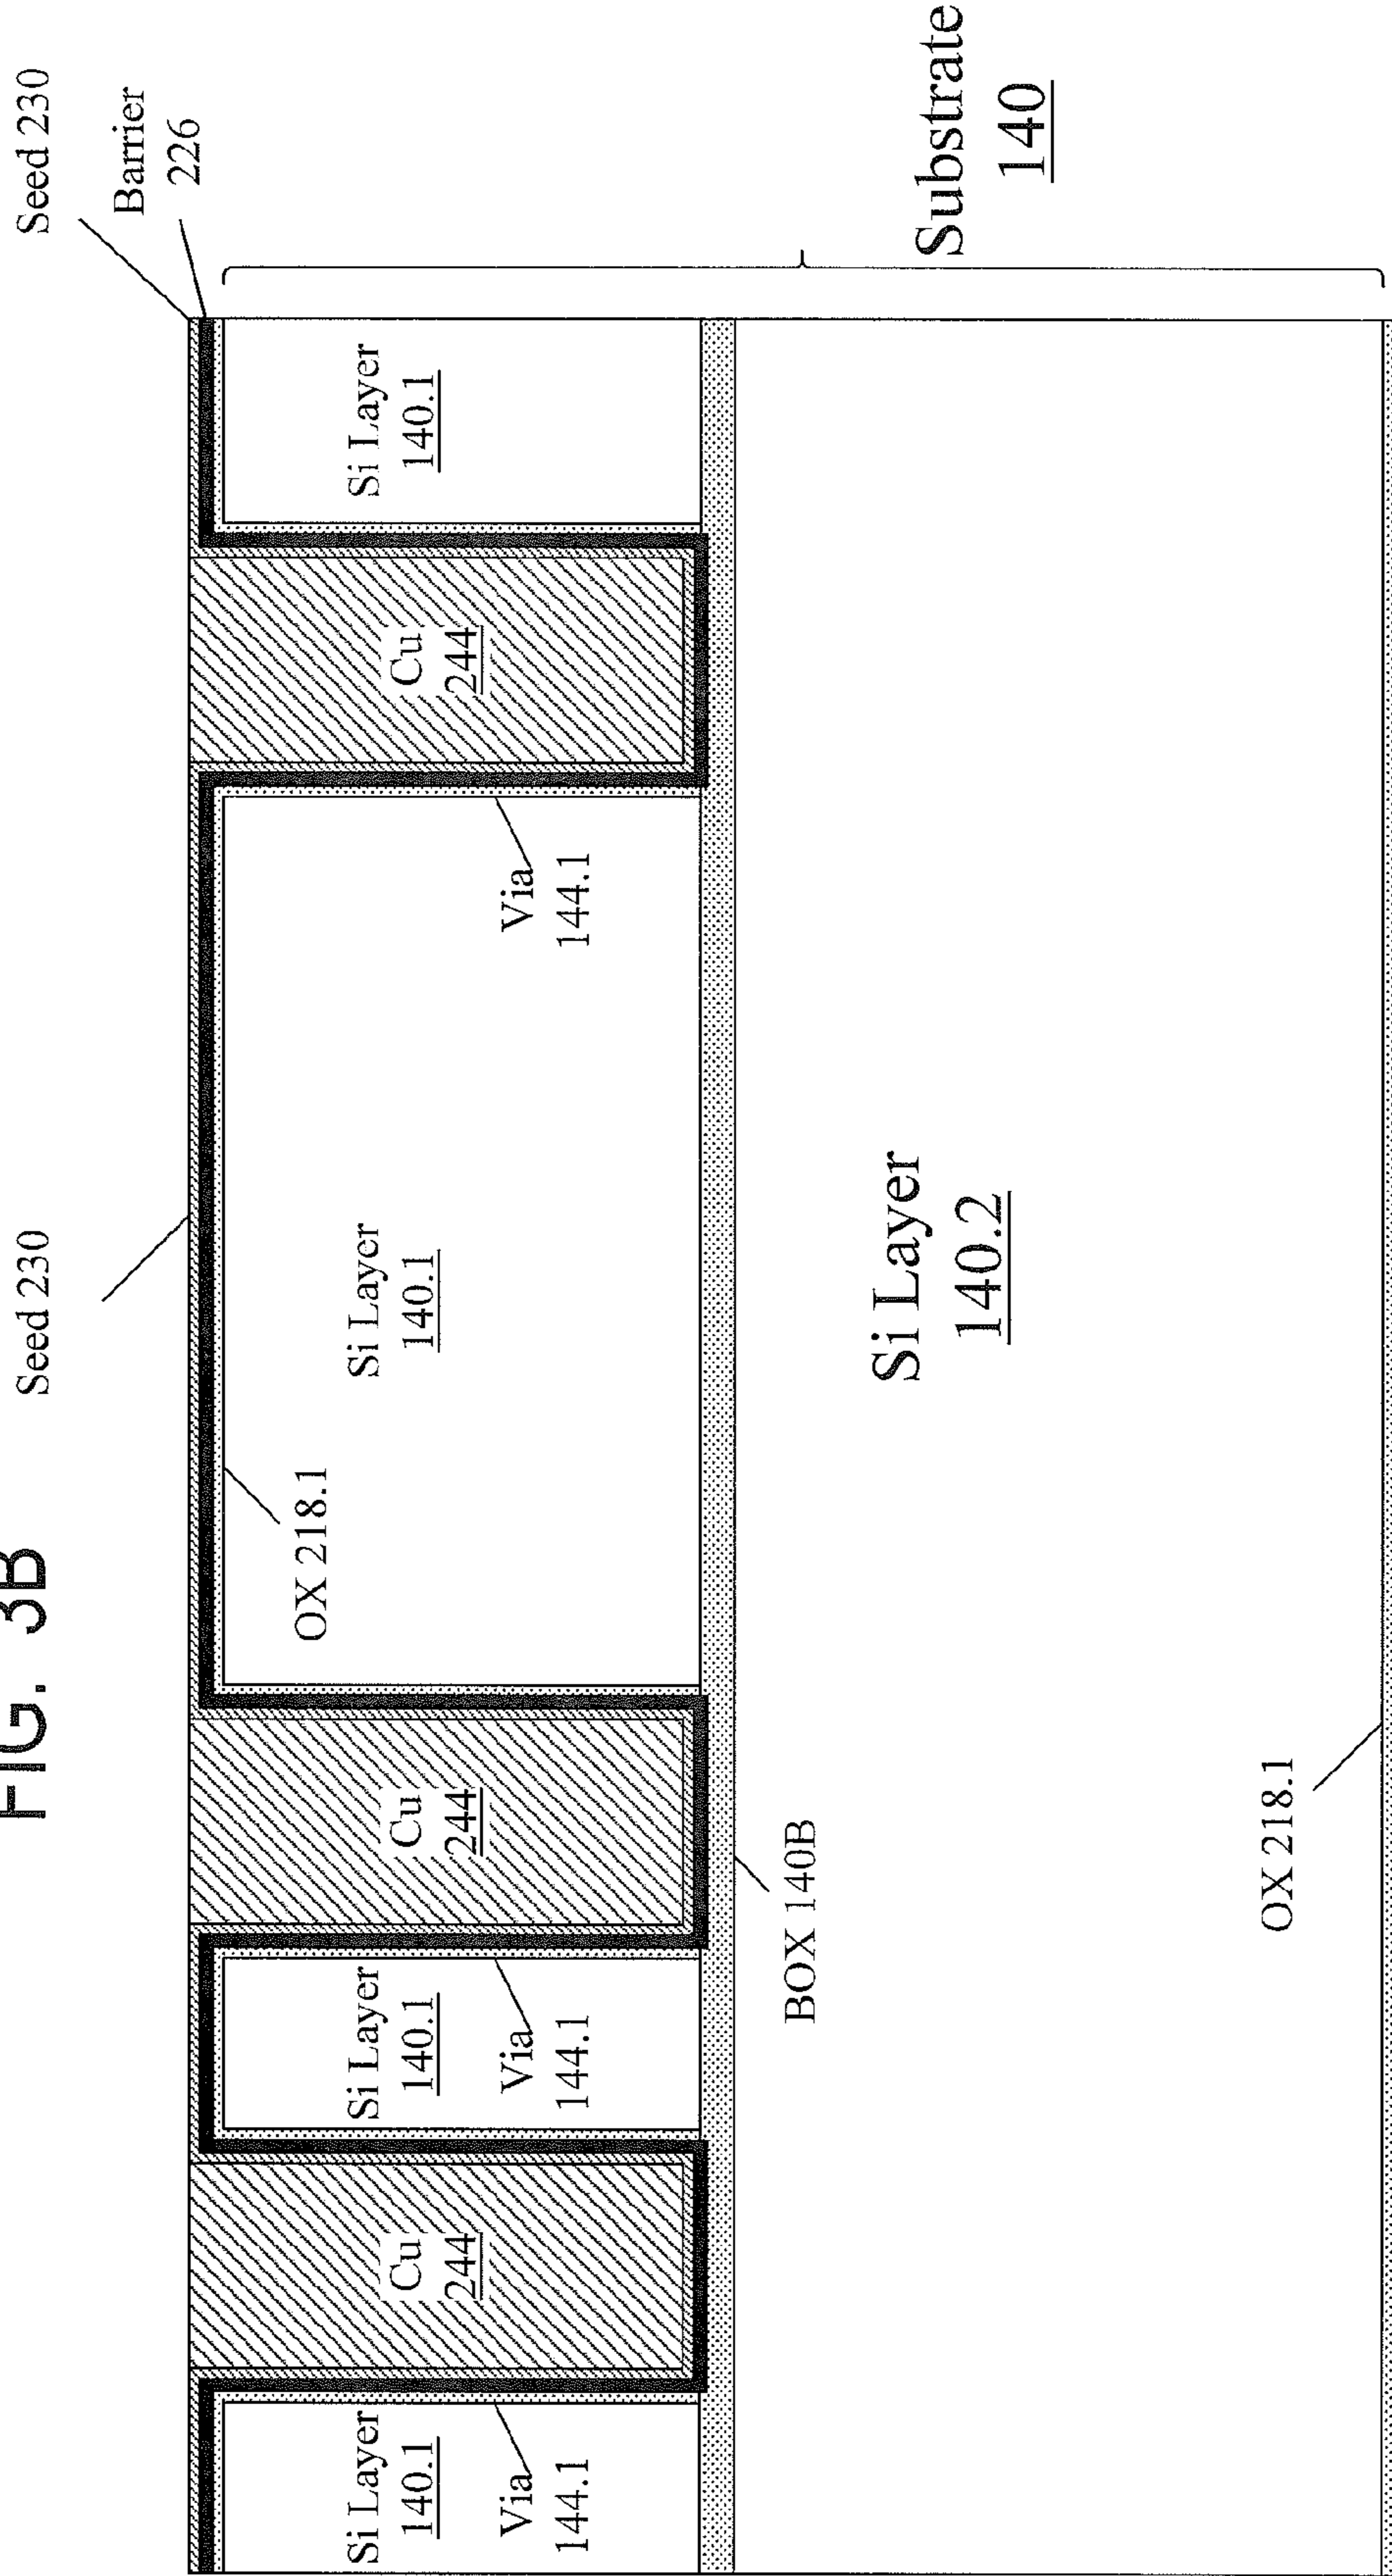 FIG. 3B
Seed 230
Seed 230
Barrier
226
Si Layer
140.1
Cu
244
Si Layer
140.1
Cu
244
OX 218.1
Si Layer
140.1
Cu
244
Si Layer
140.1
Via
144.1
Via
144.1
Via
144.1
BOX 140B
Si Layer
140.2
Substrate
140
OX 218.1